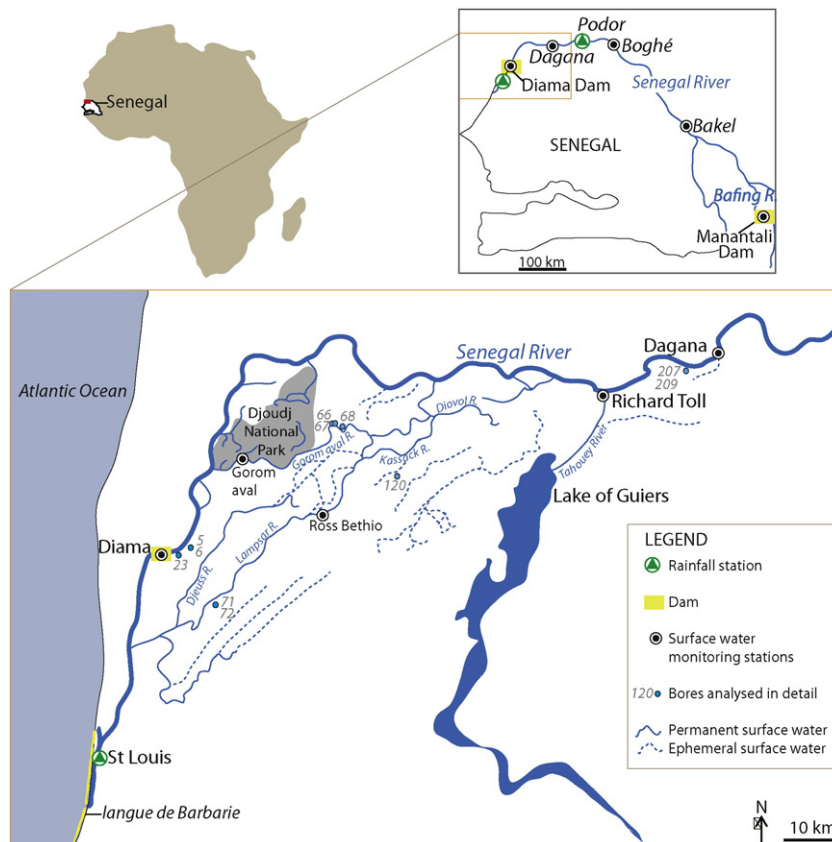 Senegal
Podor
Dagana
Boghé
Diama Dam
Senegal River
SENEGAL
Bakel
Bafing R.
Manantali
Dam
100 km
Atlantic Ocean
Senegal River
Dagana
207
209
Richard Toll
Djoudj
National
Park
66
67
68
Diovol R.
Gorom aval R.
Gorom
aval
Kassack R.
120
Tahouey River
Lake of Guiers
Ross Bethio
Diama
5
6
23
Lampsar R.
Djeuss R.
71
72
St Louis
langue de Barbarie
LEGEND
Rainfall station
Dam
Surface water
monitoring stations
120 Bores analysed in detail
Permanent surface water
Ephemeral surface water
N
10 km